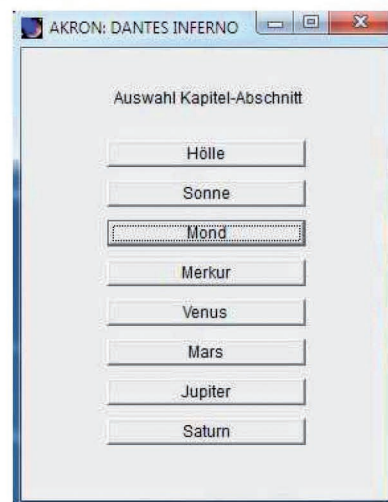 AKRON: DANTES INFERNO
Auswahl Kapitel-Abschnitt
Hölle
Sonne
Mond
Merkur
Venus
Mars
Jupiter
Saturn